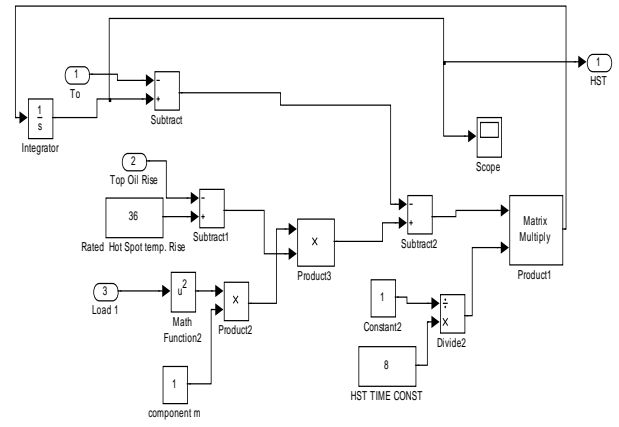 1
To
1
s
Integrator
−
+
Subtract
1
HST
Scope
2
Top Oil Rise
36
Rated Hot Spot temp. Rise
−
+
Subtract1
X
Product3
−
+
Subtract2
Matrix
Multiply
Product1
3
Load 1
u2
Math
Function2
X
Product2
1
component m
1
Constant2
÷
X
Divide2
8
HST TIME CONST